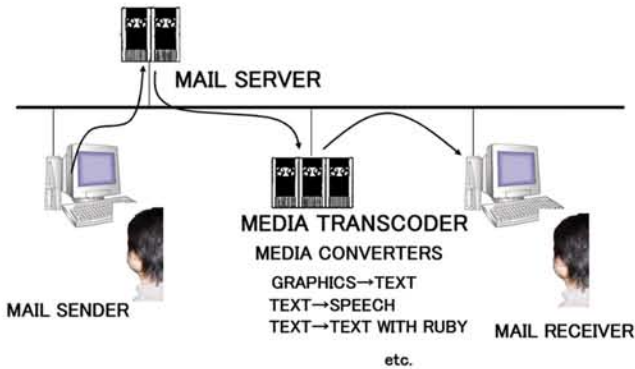 MAIL SERVER
MEDIA TRANSCODER
MEDIA CONVERTERS
GRAPHICS→TEXT
TEXT→SPEECH
TEXT→TEXT WITH RUBY
etc.
MAIL SENDER
MAIL RECEIVER